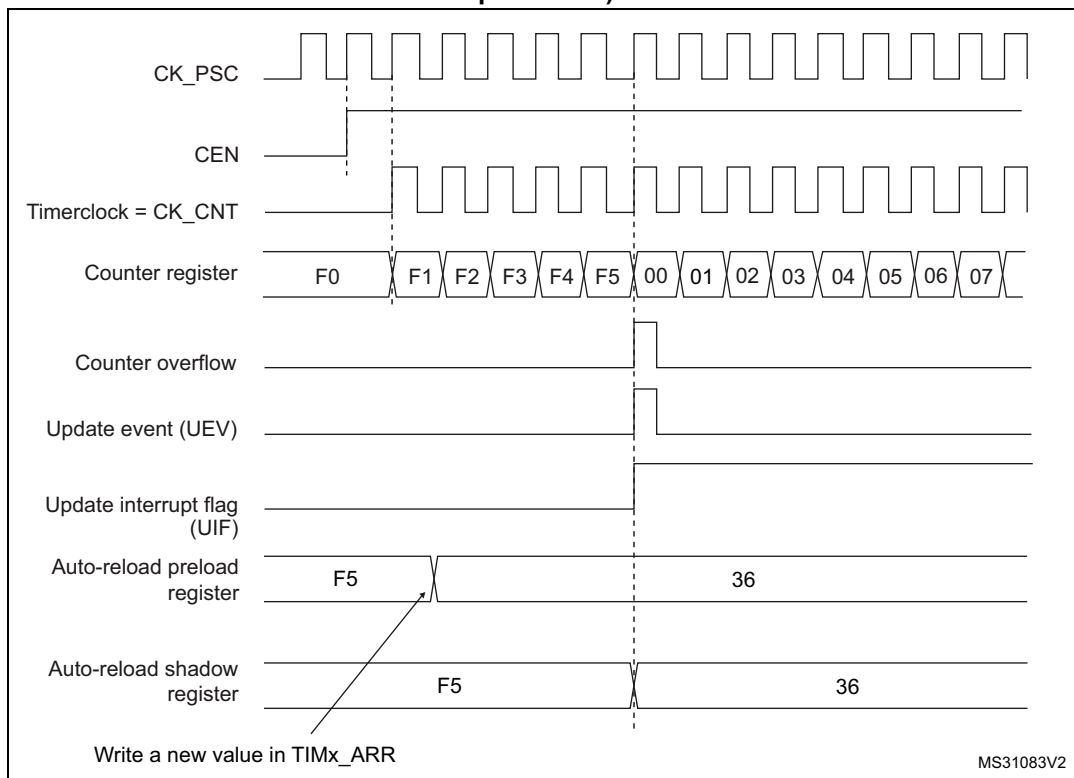 CK_PSC
CEN
Timerclock = CK_CNT
Counter register
F0 F1 F2 F3 F4 F5 00 01 02 03 04 05 06 07
Counter overflow
Update event (UEV)
Update interrupt flag
(UIF)
Auto-reload preload
register
F5 36
Auto-reload shadow
register
F5 36
Write a new value in TIMx_ARR
MS31083V2